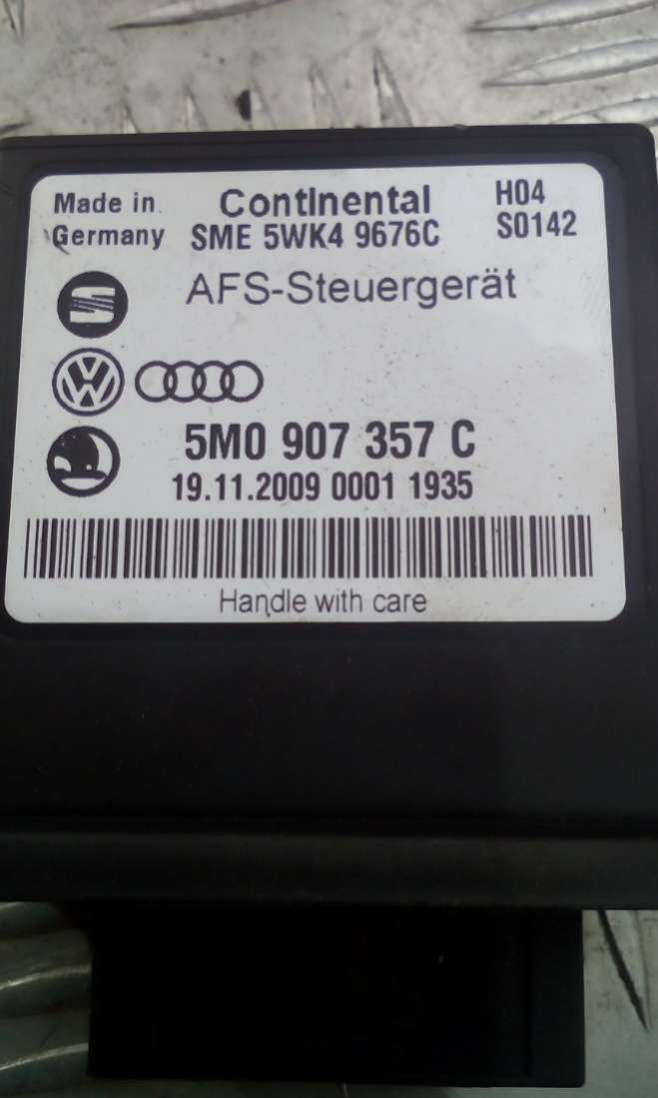 Made in Continental H04
Germany SME 5WK4 9676C S0142
AFS-Steuergerät
5M0 907 357 C
19.11.2009 0001 1935
Handle with care